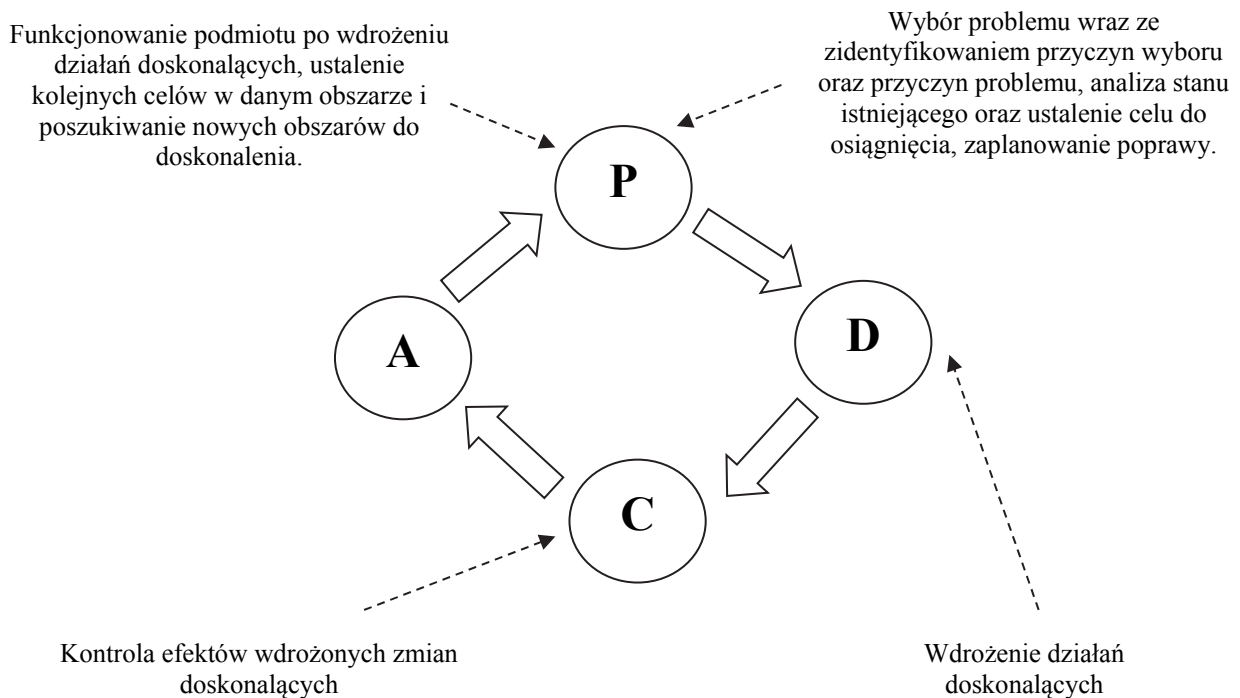 Funkcjonowanie podmiotu po wdrożeniu
działań doskonalących, ustalenie
kolejnych celów w danym obszarze i
poszukiwanie nowych obszarów do
doskonalenia.
Wybór problemu wraz ze
zidentyfikowaniem przyczyn wyboru
oraz przyczyn problemu, analiza stanu
istniejącego oraz ustalenie celu do
osiągnięcia, zaplanowanie poprawy.
P
A
D
C
Kontrola efektów wdrożonych zmian
doskonalących
Wdrożenie działań
doskonalących